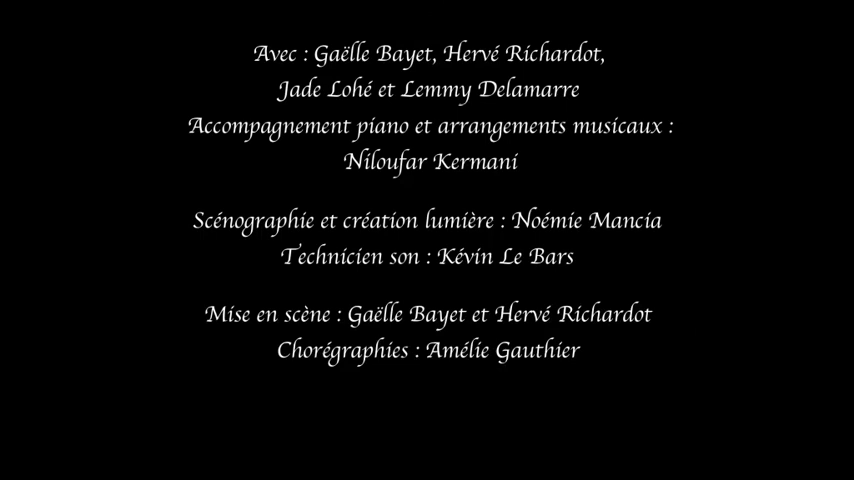 Avec : Gaëlle Bayet, Hervé Richardot,
Jade Lohé et Lemmy Delamarre
Accompagnement piano et arrangements musicaux :
Niloufar Kermani
Scénographie et création lumière : Noémie Mancia
Technicien son : Kévin Le Bars
Mise en scène : Gaëlle Bayet et Hervé Richardot
Chorégraphies : Amélie Gauthier